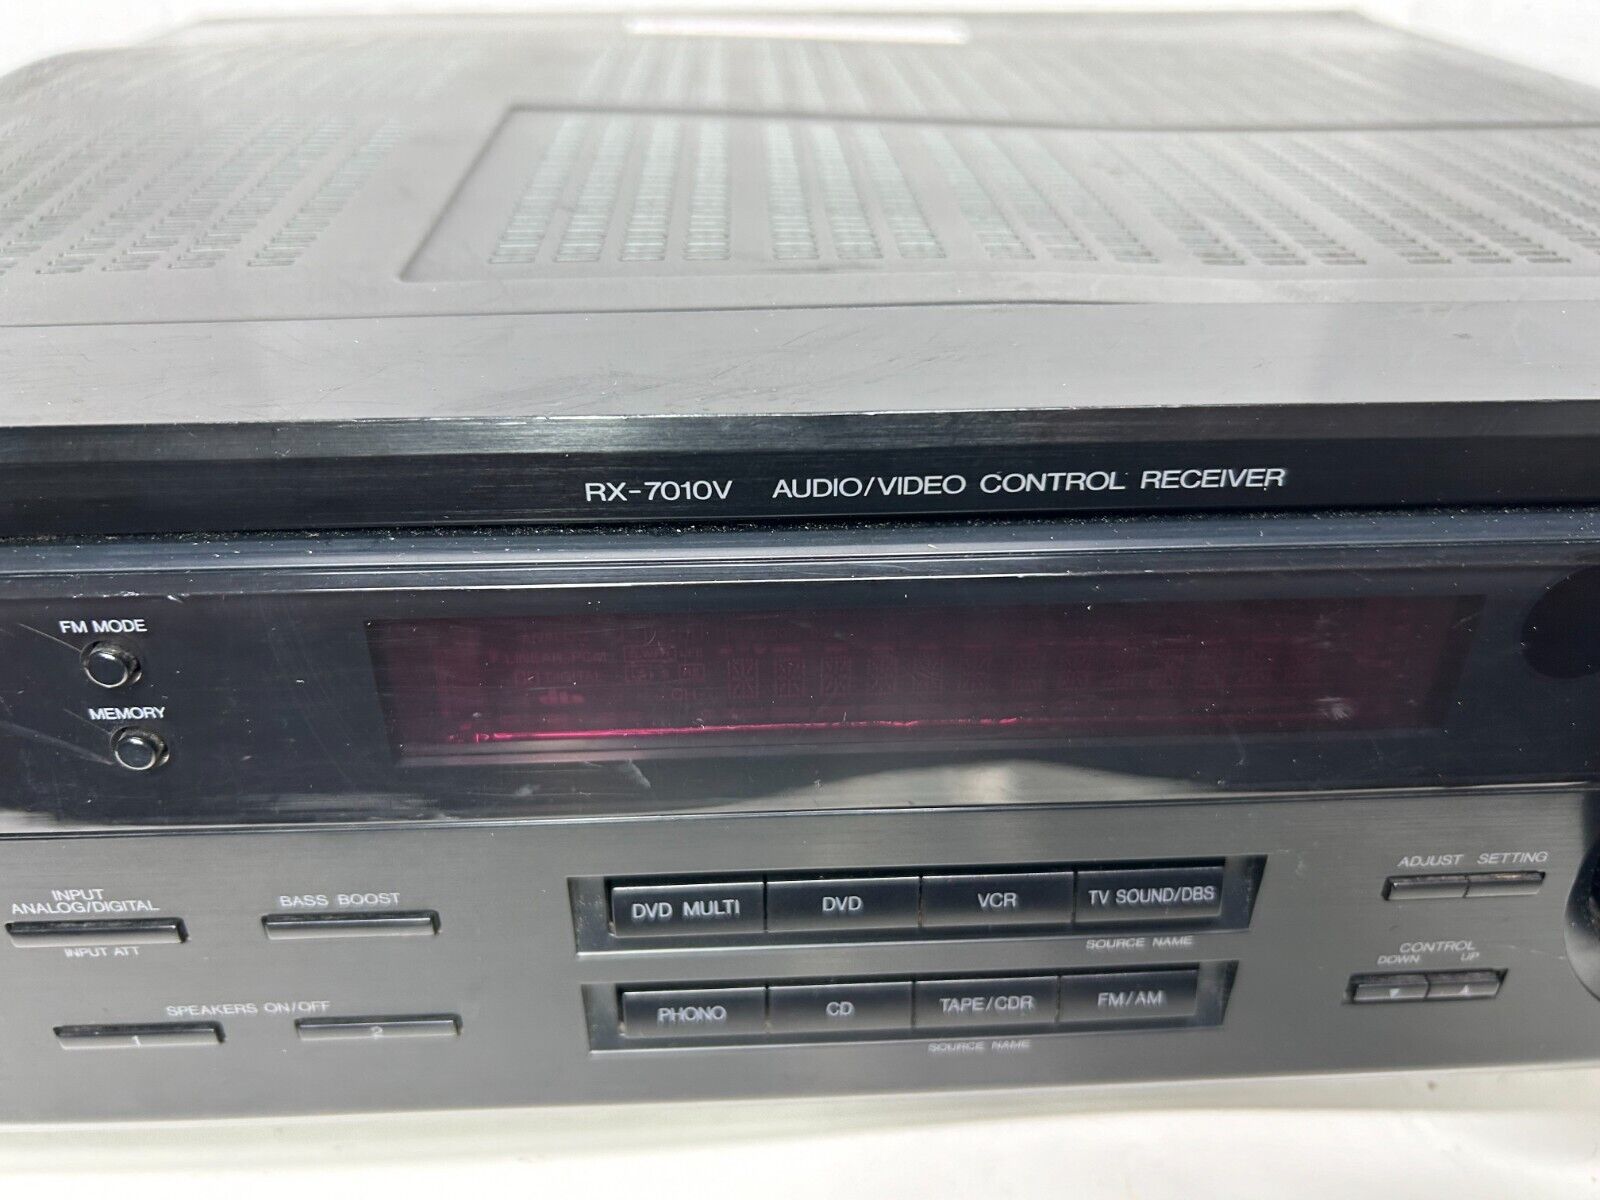 RX-7010V AUDIO/VIDEO CONTROL RECEIVER
FM MODE
MEMORY
LINEAR PCM
INPUT
ANALOG/DIGITAL
INPUT ATT
BASS BOOST
SPEAKERS ON/OFF
1 2
DVD MULTI DVD VCR TV SOUND/DBS
SOURCE NAME
PHONO CD TAPE/CDR FM/AM
SOURCE NAME
ADJUST SETTING
CONTROL
DOWN UP